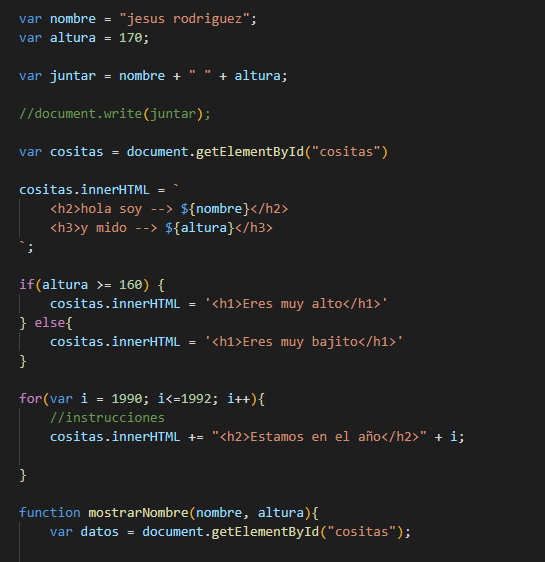 var nombre = "jesus rodriguez";
var altura = 170;
var juntar = nombre + " " + altura;
//document.write(juntar);
var cositas = document.getElementById("cositas")
cositas.innerHTML = `
    <h2>hola soy --> ${nombre}</h2>
    <h3>y mido --> ${altura}</h3>
`;
if(altura >= 160) {
    cositas.innerHTML = '<h1>Eres muy alto</h1>'
} else{
    cositas.innerHTML = '<h1>Eres muy bajito</h1>'
}
for(var i = 1990; i<=1992; i++){
    //instrucciones
    cositas.innerHTML += "<h2>Estamos en el año</h2>" + i;
}
function mostrarNombre(nombre, altura){
    var datos = document.getElementById("cositas");